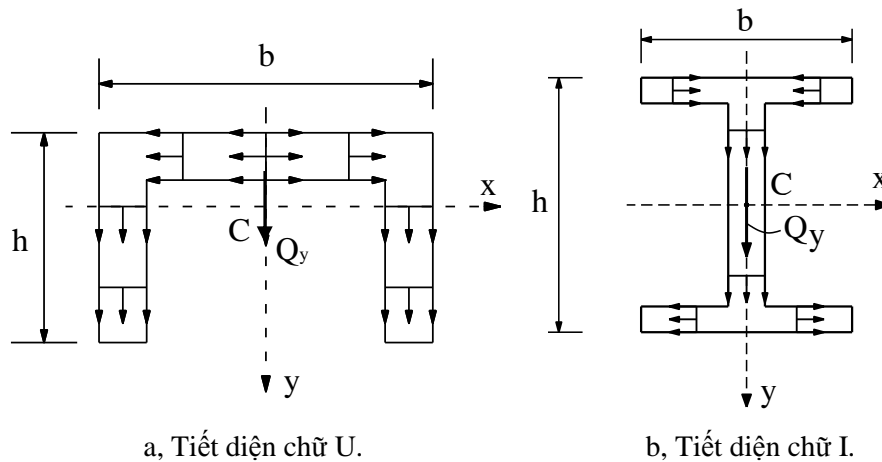 b
h
x
C
Qy
y
a, Tiết diện chữ U.
b
h
x
C
Qy
y
b, Tiết diện chữ I.